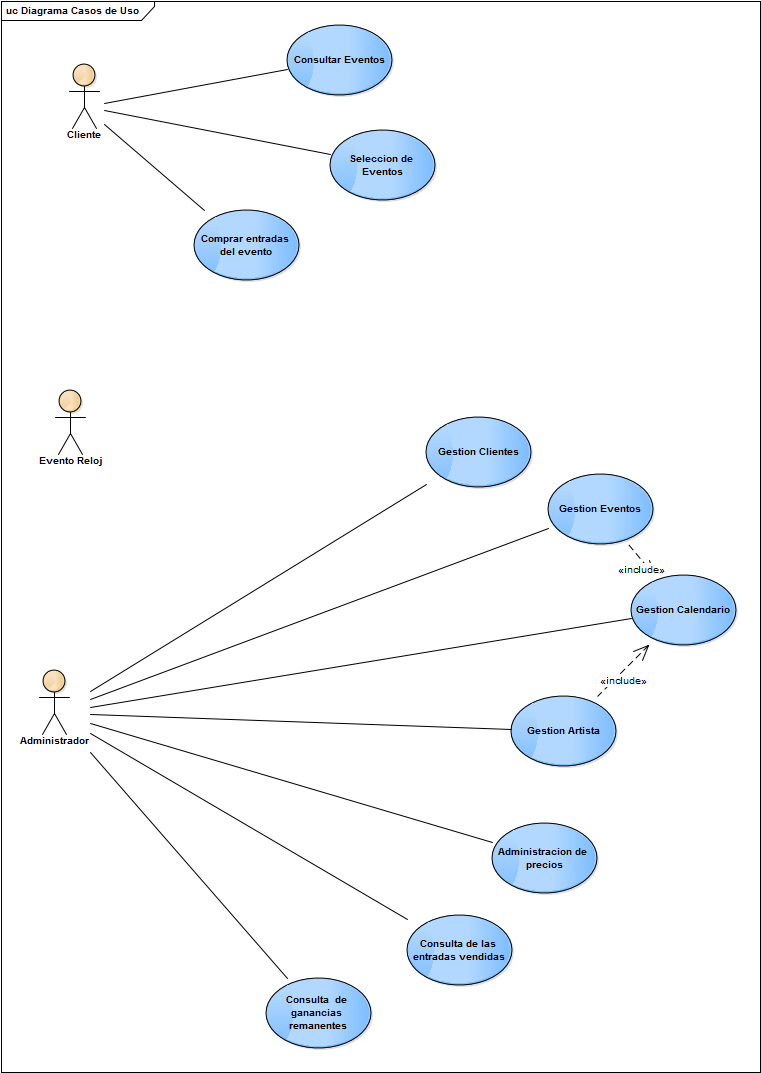 uc Diagrama Casos de Uso
Consultar Eventos
Cliente
Seleccion de
Eventos
Comprar entradas
del evento
Evento Reloj
Gestion Clientes
Gestion Eventos
«include»
Gestion Calendario
«include»
Administrador
Gestion Artista
Administracion de
precios
Consulta de las
entradas vendidas
Consulta de
ganancias
remanentes